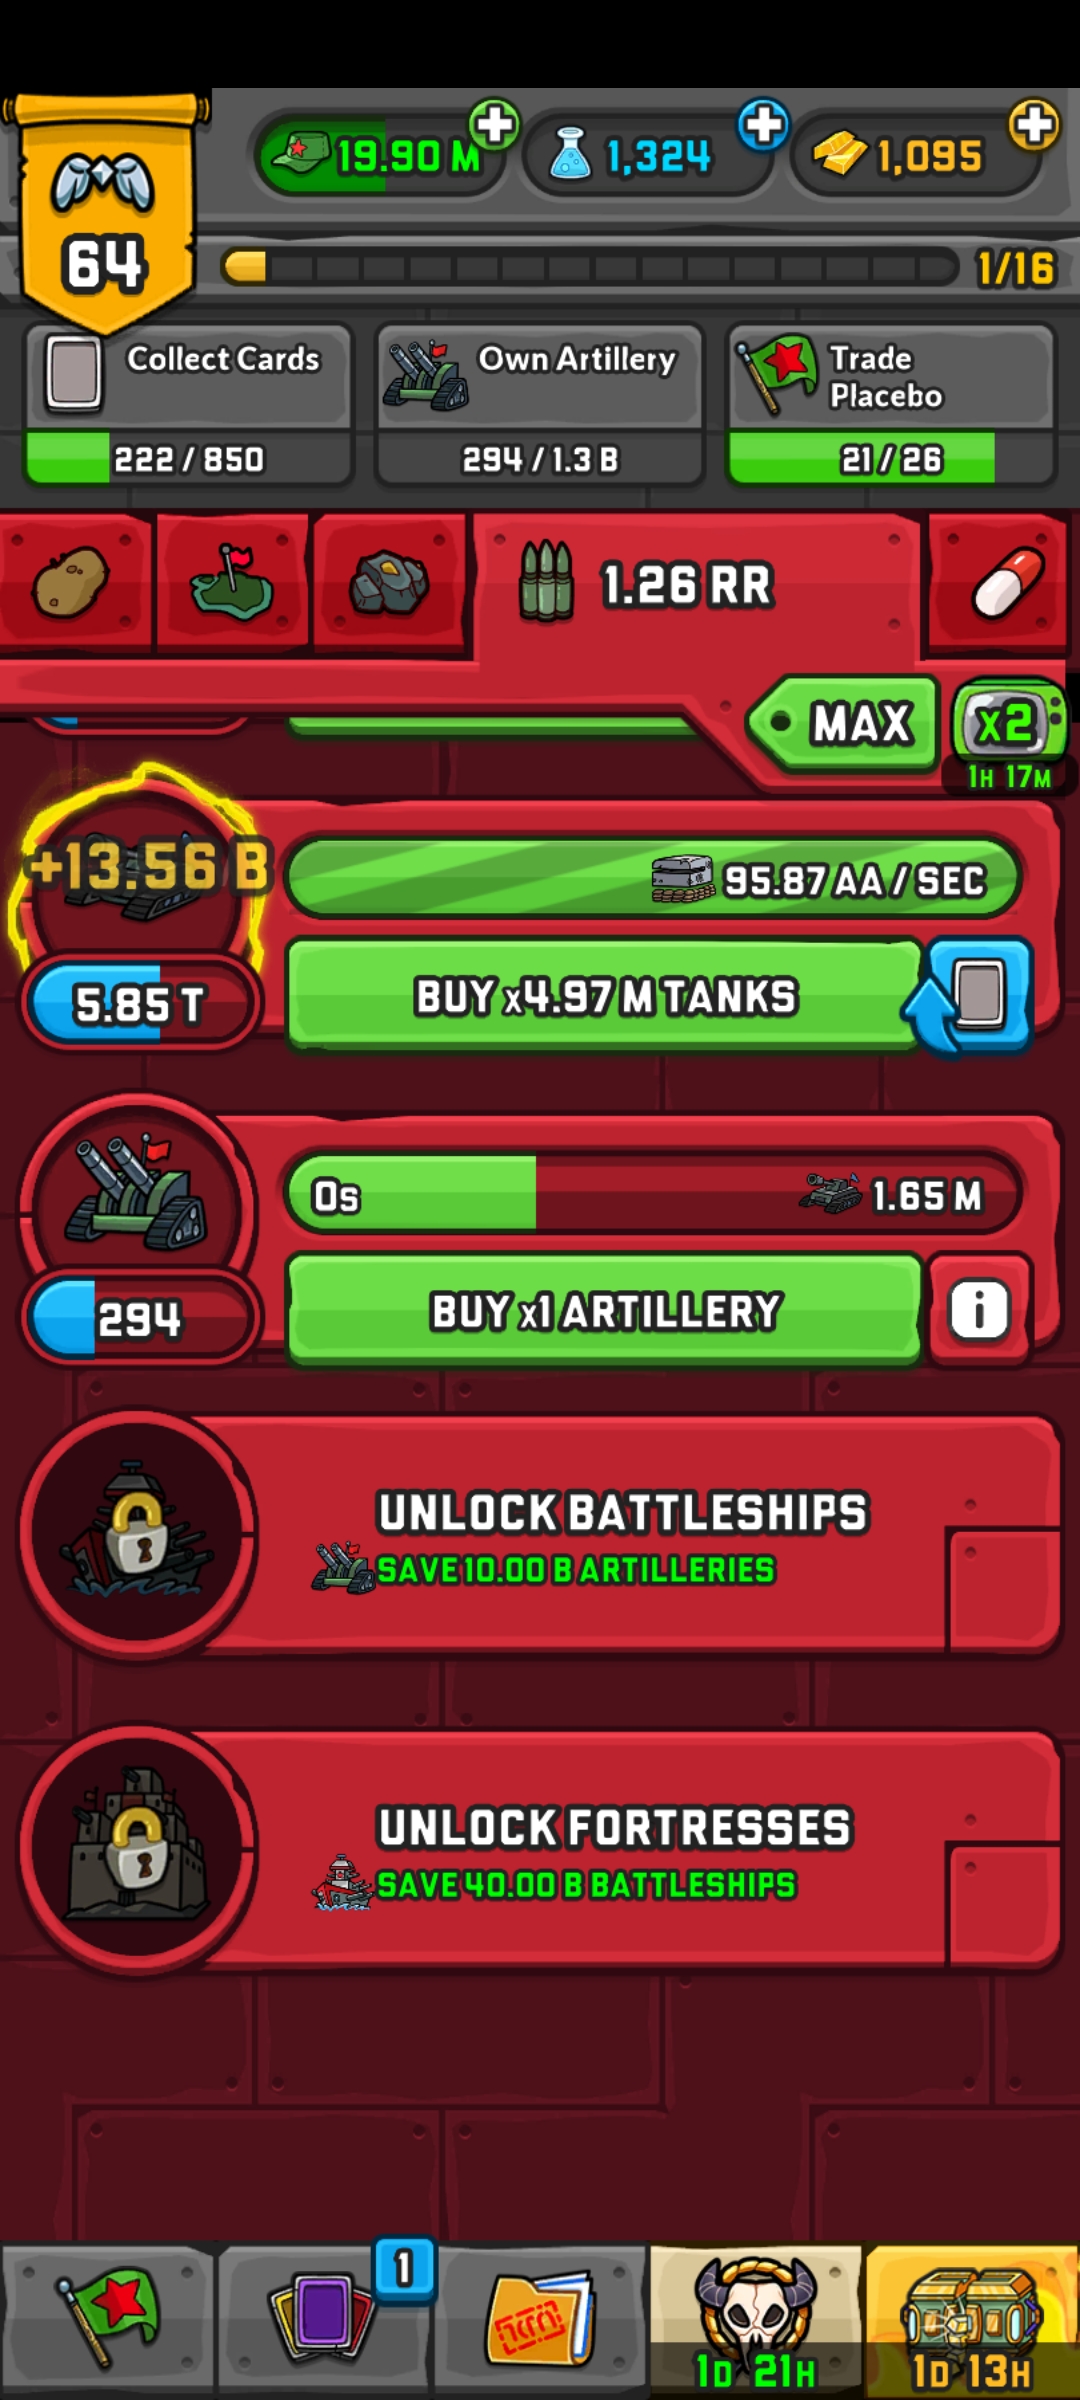 19.90 M
1,324
1,095
64
1/16
Collect Cards
222 / 850
Own Artillery
294 / 1.3 B
Trade
Placebo
21 / 26
1.26 RR
MAX
x2
1H 17M
+13.56 B
95.87 AA / SEC
5.85 T
BUY x4.97 M TANKS
0s
1.65 M
294
BUY x1 ARTILLERY
i
UNLOCK BATTLESHIPS
SAVE 10.00 B ARTILLERIES
UNLOCK FORTRESSES
SAVE 40.00 B BATTLESHIPS
1
1D 21H
1D 13H